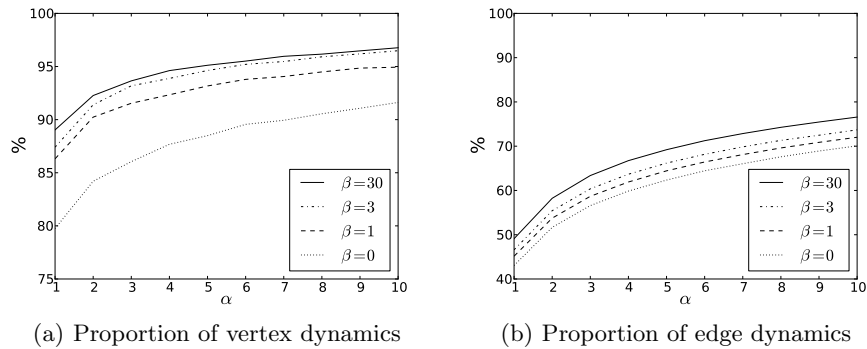 100
95
90
85
80
75
%
1 2 3 4 5 6 7 8 9 10
α
β=30
β=3
β=1
β=0
(a) Proportion of vertex dynamics
100
90
80
70
60
50
40
%
1 2 3 4 5 6 7 8 9 10
α
β=30
β=3
β=1
β=0
(b) Proportion of edge dynamics